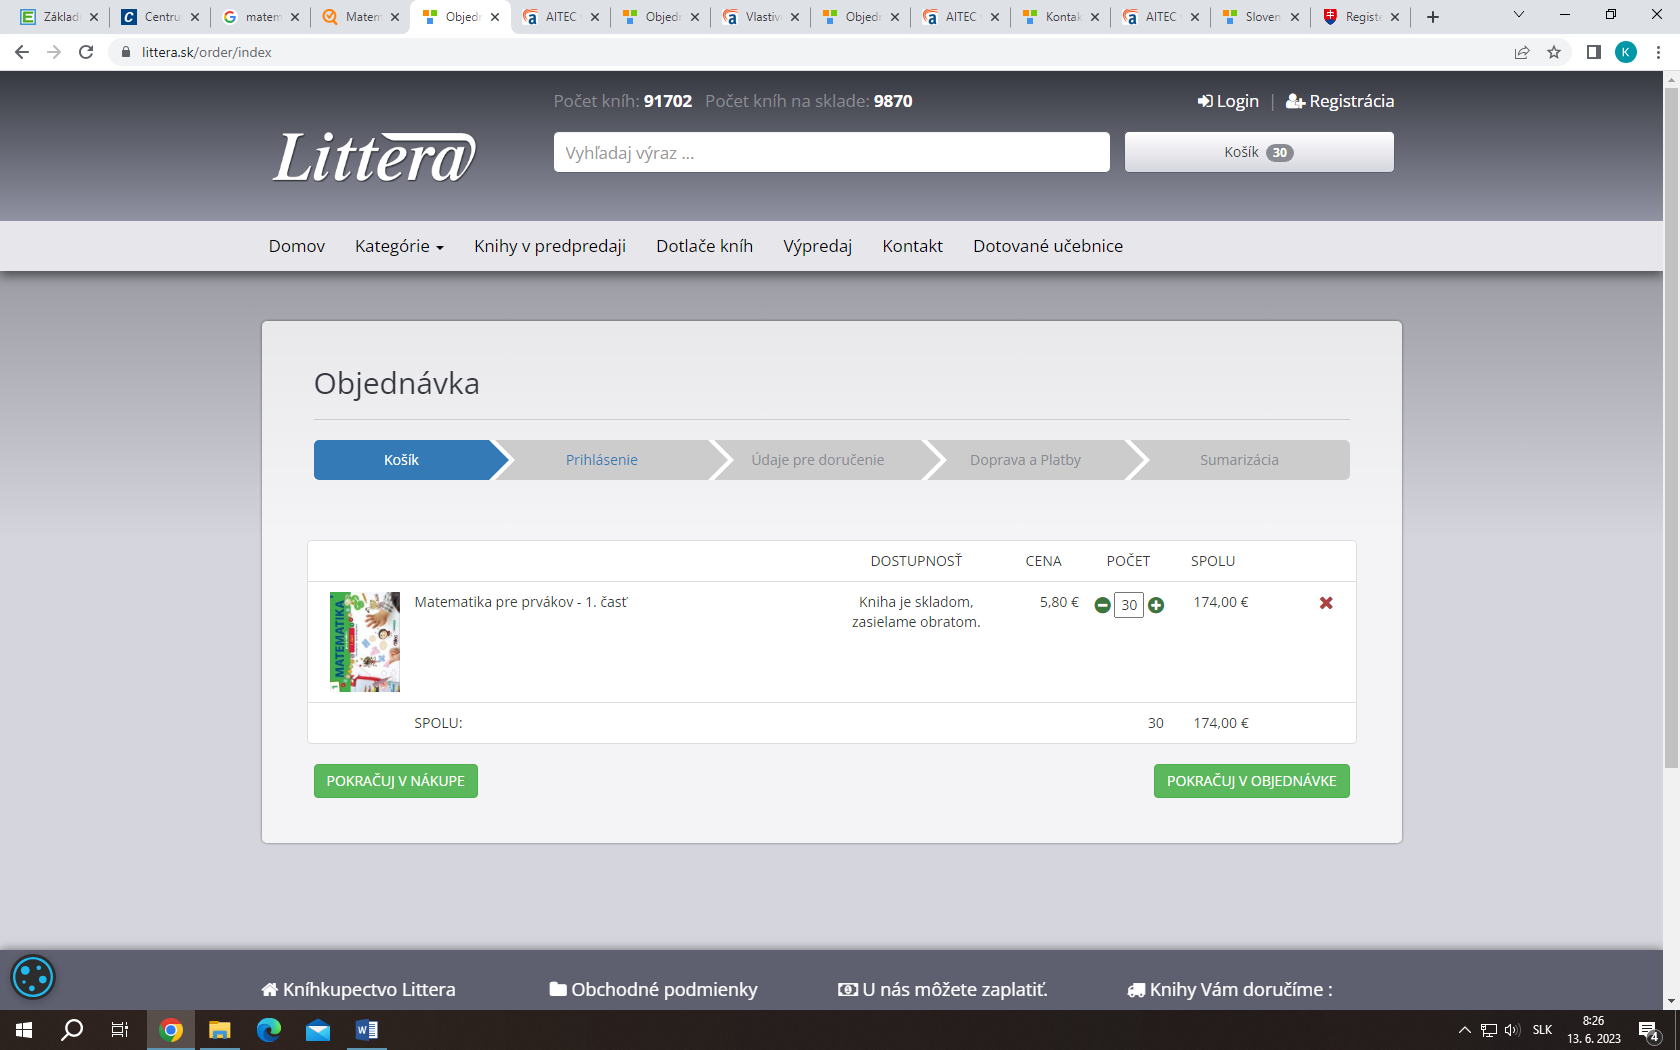 Základ
Centru
matem
Matem
Objedn
AITEC
Objedn
Vlastiv
Objedn
AITEC
Kontak
AITEC
Sloven
Registe
littera.sk/order/index
K
Počet kníh: 91702 Počet kníh na sklade: 9870
Login | Registrácia
Littera
Vyhľadaj výraz ...
Košík 30
Domov Kategórie Knihy v predpredaji Dotlače kníh Výpredaj Kontakt Dotované učebnice
Objednávka
Košík Prihlásenie Údaje pre doručenie Doprava a Platby Sumarizácia
DOSTUPNOSŤ CENA POČET SPOLU
MATEMATIKA
Matematika pre prvákov - 1. časť
Kniha je skladom,
zasielame obratom.
5,80 € 30 174,00 €
SPOLU: 30 174,00 €
POKRAČUJ V NÁKUPE
POKRAČUJ V OBJEDNÁVKE
Kníhkupectvo Littera
Obchodné podmienky
U nás môžete zaplatiť.
Knihy Vám doručíme :
SLK
8:26
13. 6. 2023
4